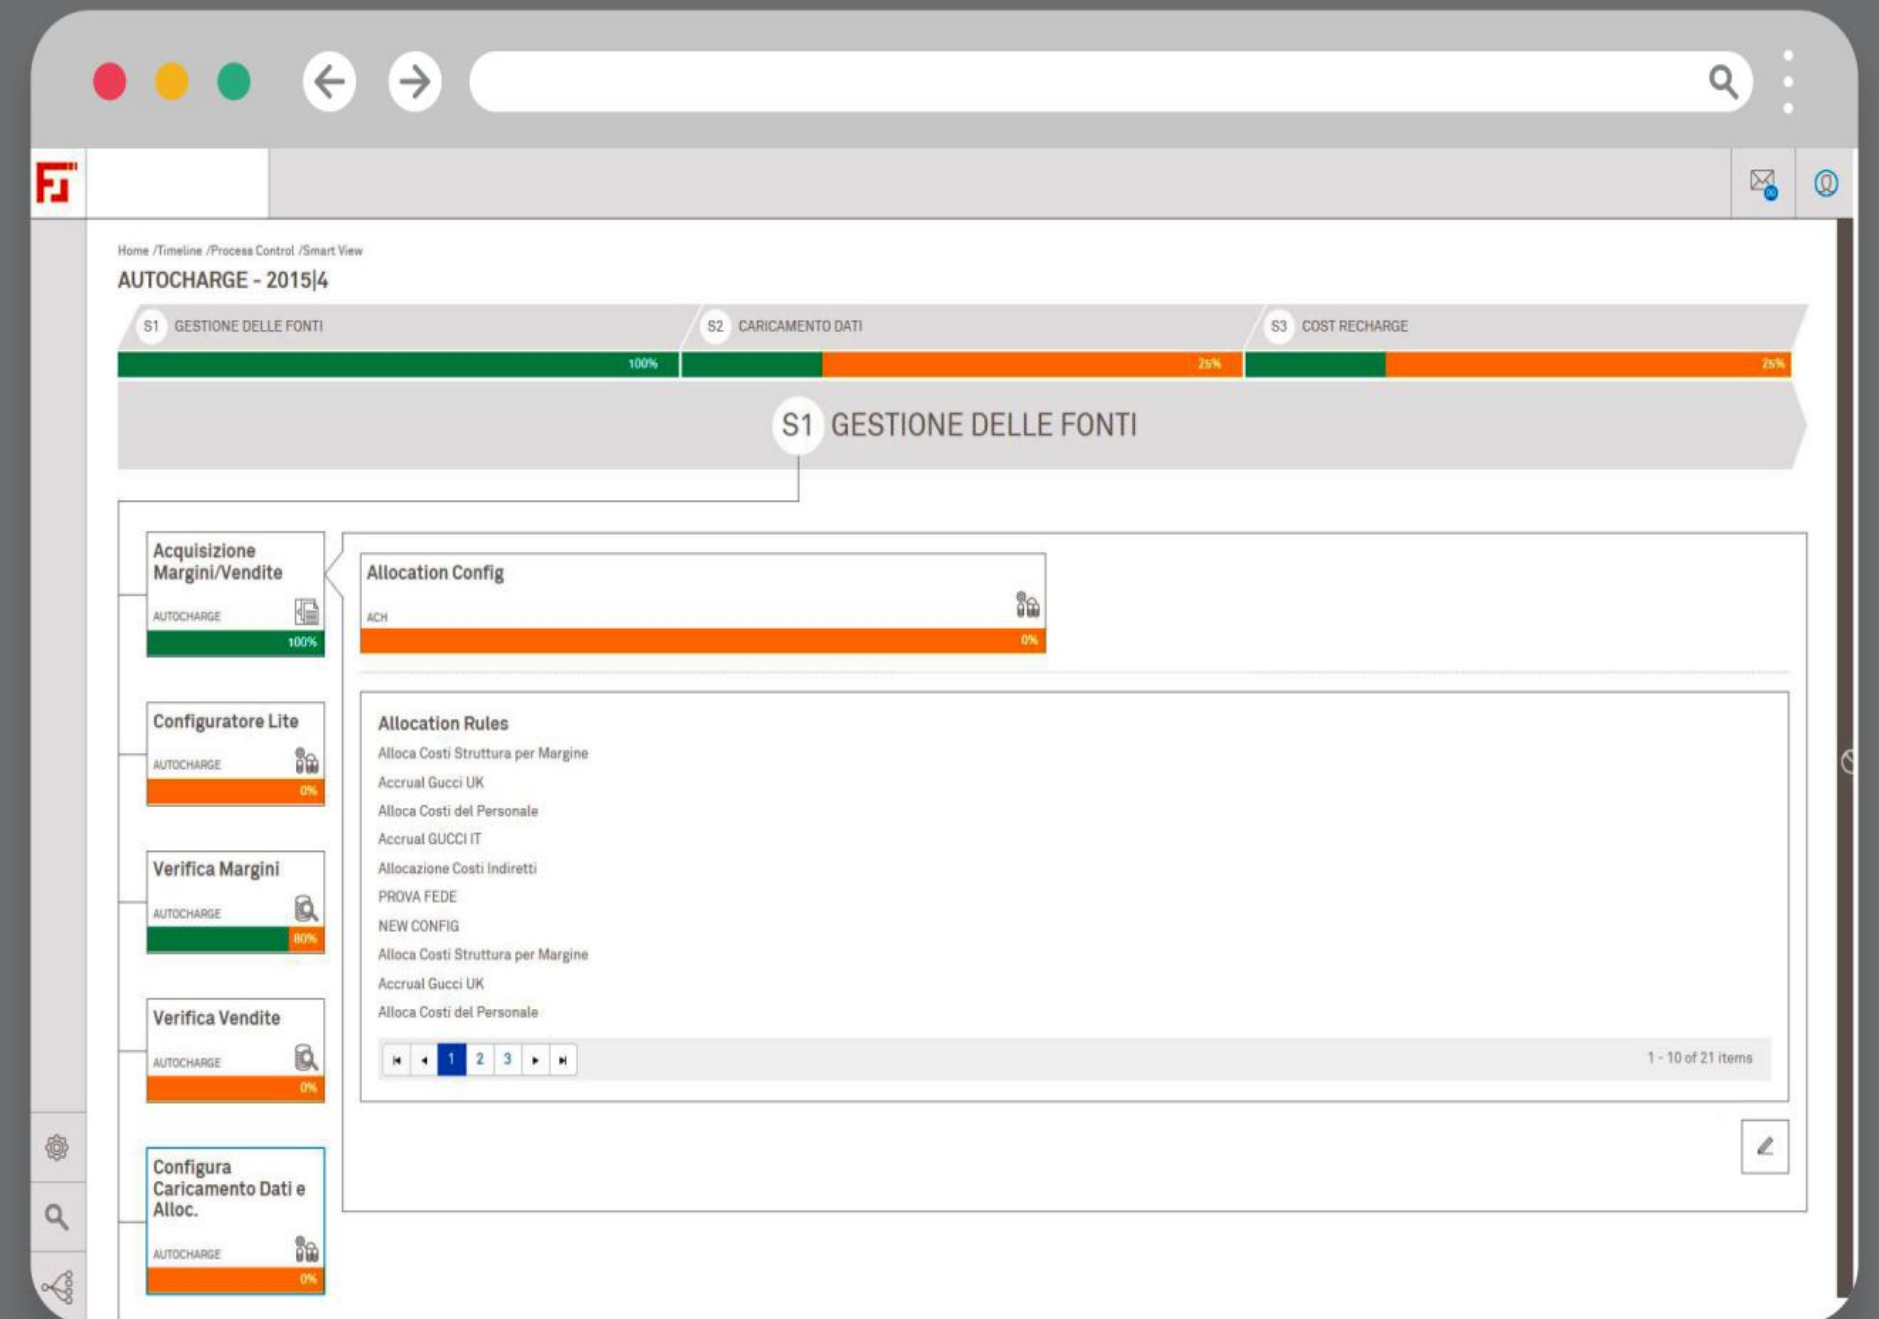 Home /Timeline /Process Control /Smart View
AUTOCHARGE - 2015|4
S1 GESTIONE DELLE FONTI
S2 CARICAMENTO DATI
S3 COST RECHARGE
100%
25%
25%
S1 GESTIONE DELLE FONTI
Acquisizione
Margini/Vendite
AUTOCHARGE
100%
Configuratore Lite
AUTOCHARGE
0%
Verifica Margini
AUTOCHARGE
80%
Verifica Vendite
AUTOCHARGE
0%
Configura
Caricamento Dati e
Alloc.
AUTOCHARGE
0%
Allocation Config
ACH
0%
Allocation Rules
Alloca Costi Struttura per Margine
Accrual Gucci UK
Alloca Costi del Personale
Accrual GUCCI IT
Allocazione Costi Indiretti
PROVA FEDE
NEW CONFIG
Alloca Costi Struttura per Margine
Accrual Gucci UK
Alloca Costi del Personale
1 2 3
1 - 10 of 21 items